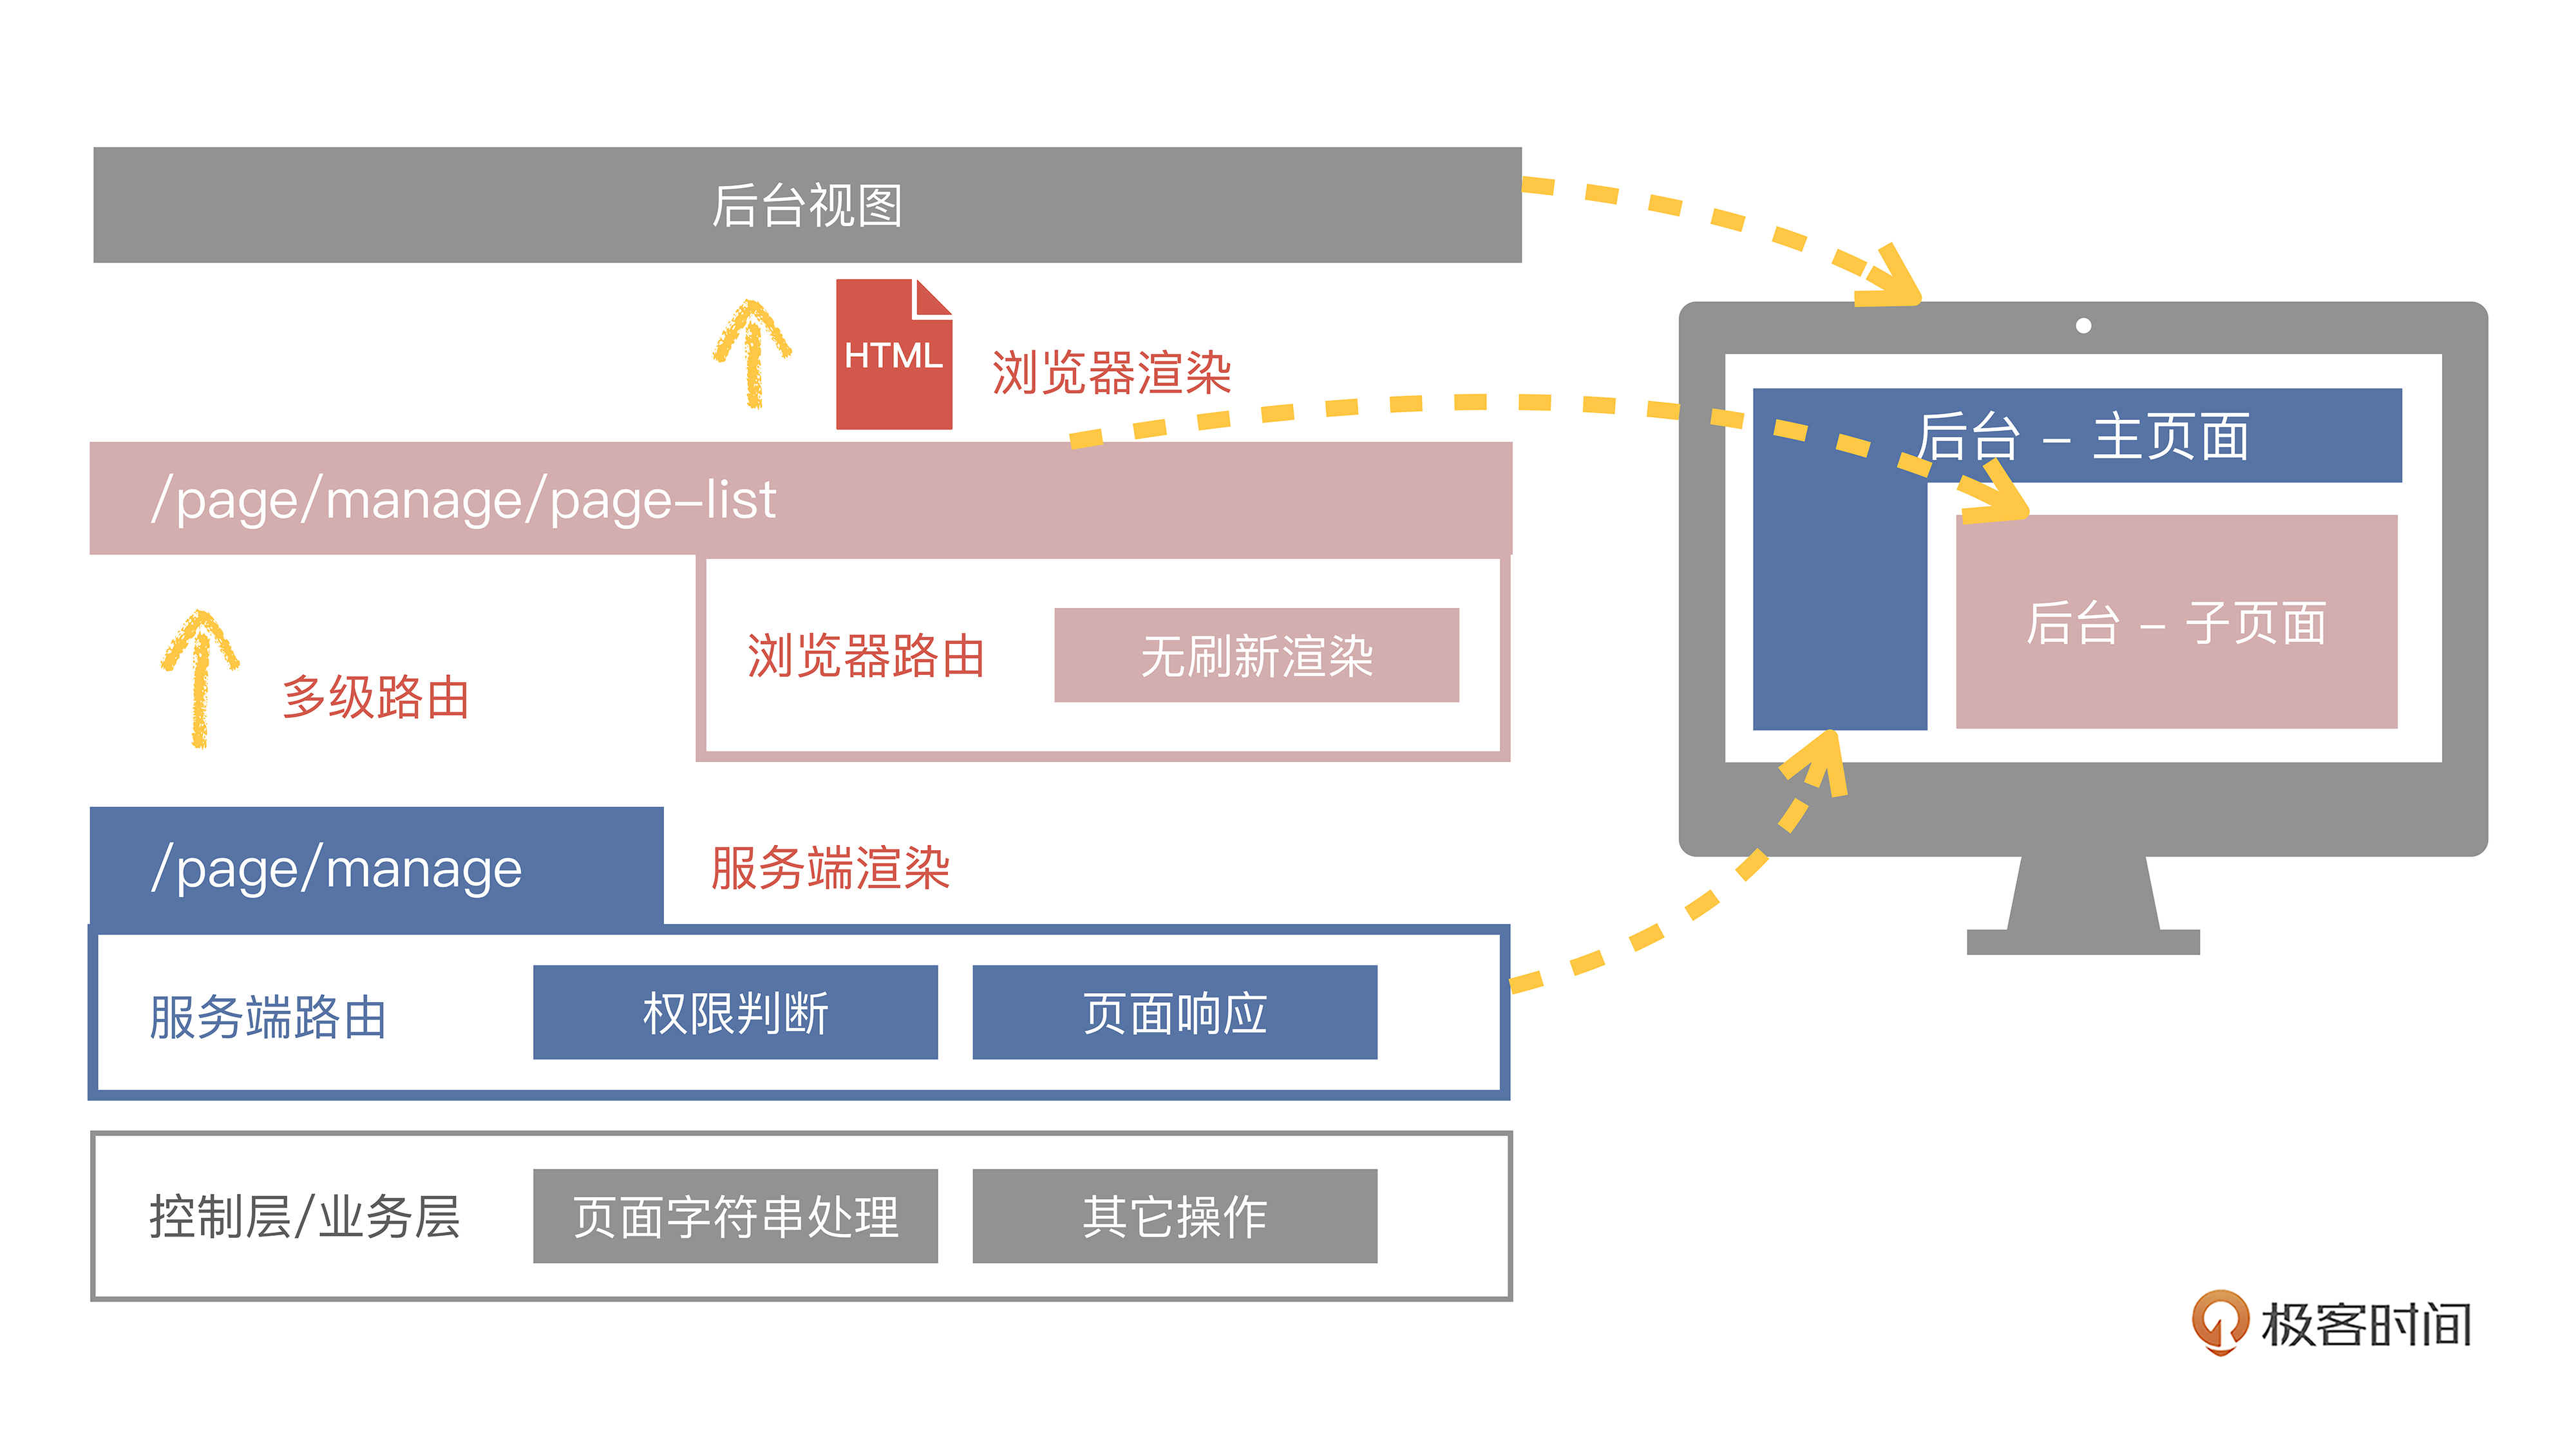 后台视图
HTML
浏览器渲染
/page/manage/page-list
浏览器路由
无刷新渲染
多级路由
/page/manage
服务端渲染
服务端路由
权限判断
页面响应
控制层/业务层
页面字符串处理
其它操作
后台 - 主页面
后台 - 子页面
极客时间